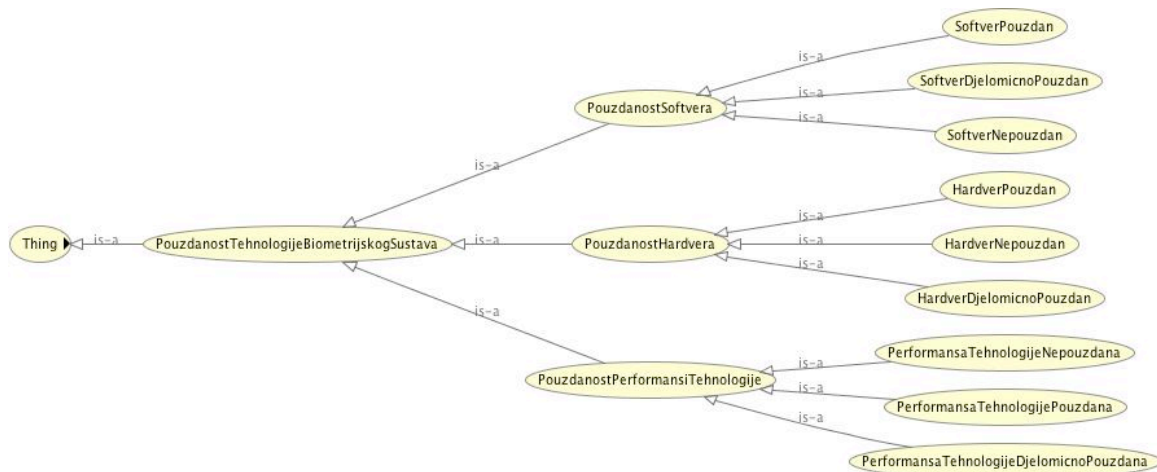 SoftverPouzdan
is-a
SoftverDjelomicnoPouzdan
is-a
PouzdanostSoftvera
is-a
SoftverNepouzdan
is-a
HardverPouzdan
is-a
Thing
is-a
PouzdanostTehnologijeBiometrijskogSustava
is-a
PouzdanostHardvera
is-a
HardverNepouzdan
is-a
HardverDjelomicnoPouzdan
is-a
PerformansaTehnologijeNepouzdana
is-a
PouzdanostPerformansiTehnologije
is-a
PerformansaTehnologijePouzdana
is-a
PerformansaTehnologijeDjelomicnoPouzdana